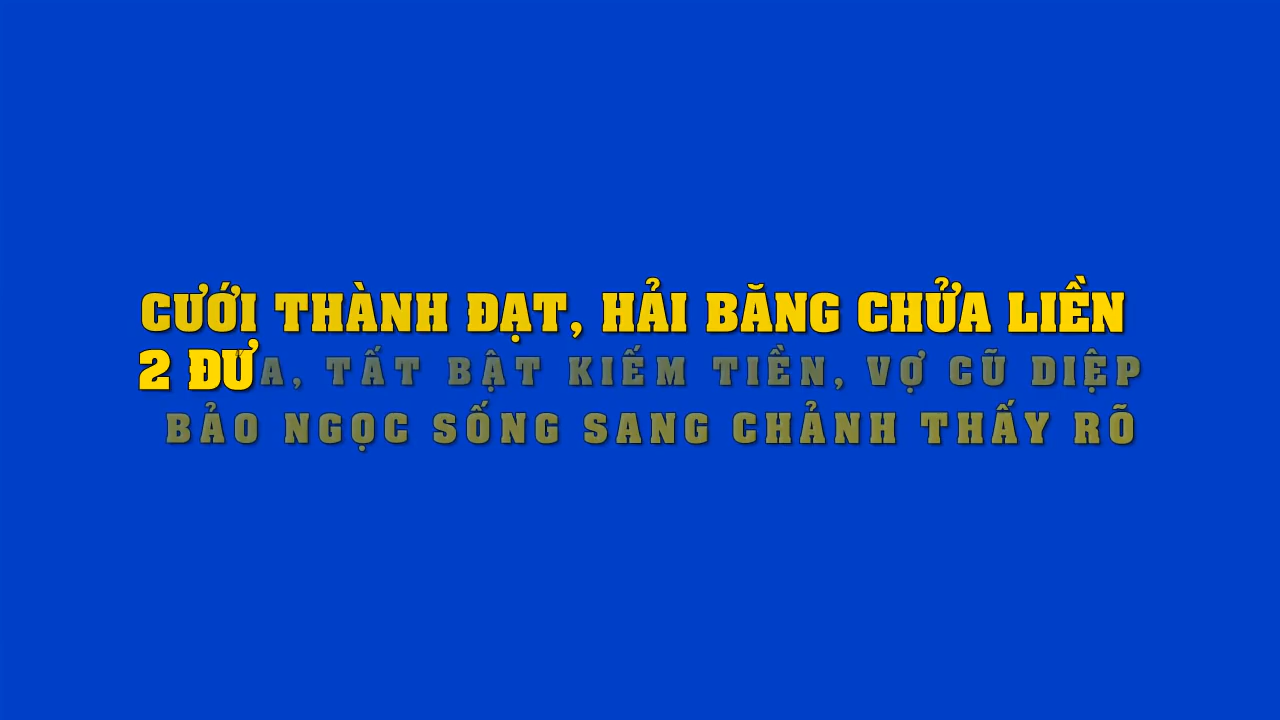 CƯỚI THÀNH ĐẠT, HẢI BĂNG CHỬA LIỀN
2 ĐỨA, TẤT BẬT KIẾM TIỀN, VỢ CŨ DIỆP
BẢO NGỌC SỐNG SANG CHẢNH THẤY RÕ